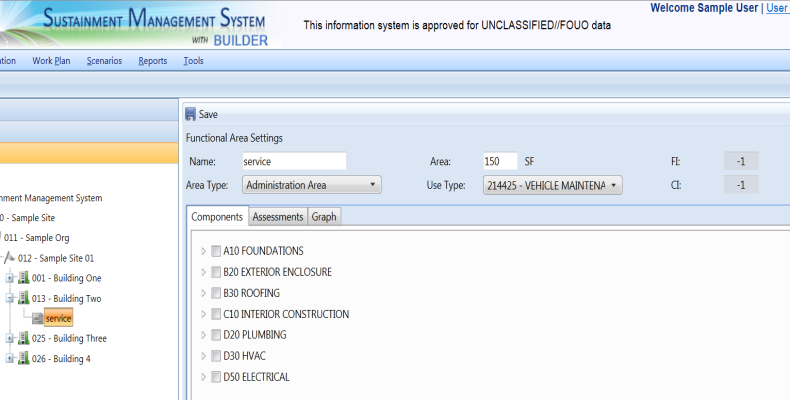 Welcome Sample User | User
SUSTAINMENT MANAGEMENT SYSTEM
WITH BUILDER
This information system is approved for UNCLASSIFIED//FOUO data
Work Plan Scenarios Reports Tools
Save
Functional Area Settings
Name: service Area: 150 SF FI: -1
Area Type: Administration Area Use Type: 214425 - VEHICLE MAINTENA CI: -1
Components Assessments Graph
A10 FOUNDATIONS
B20 EXTERIOR ENCLOSURE
B30 ROOFING
C10 INTERIOR CONSTRUCTION
D20 PLUMBING
D30 HVAC
D50 ELECTRICAL
Management System
0 - Sample Site
011 - Sample Org
012 - Sample Site 01
001 - Building One
013 - Building Two
service
025 - Building Three
026 - Building 4